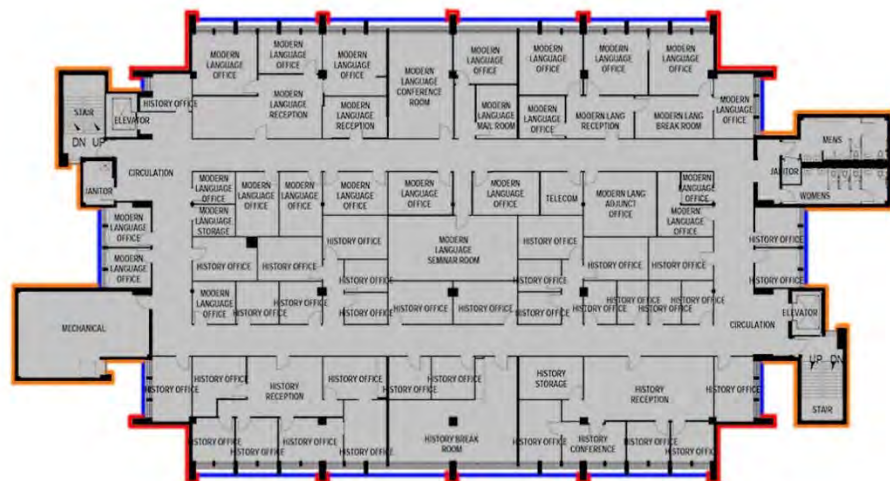 MODERN LANGUAGE OFFICE
MODERN LANGUAGE OFFICE
MODERN LANGUAGE OFFICE
MODERN LANGUAGE CONFERENCE ROOM
MODERN LANGUAGE OFFICE
MODERN LANGUAGE OFFICE
MODERN LANGUAGE OFFICE
MODERN LANGUAGE OFFICE
HISTORY OFFICE
STAIR
ELEVATOR
MODERN LANGUAGE RECEPTION
MODERN LANGUAGE RECEPTION
MODERN LANGUAGE MAIL ROOM
MODERN LANGUAGE OFFICE
MODERN LANG RECEPTION
MODERN LANG BREAK ROOM
MODERN LANGUAGE OFFICE
DN UP
MENS
CIRCULATION
JANITOR
JANITOR
WOMENS
MODERN LANGUAGE OFFICE
MODERN LANGUAGE STORAGE
MODERN LANGUAGE OFFICE
MODERN LANGUAGE OFFICE
MODERN LANGUAGE OFFICE
MODERN LANGUAGE OFFICE
MODERN LANGUAGE OFFICE
TELECOM
MODERN LANG ADJUNCT OFFICE
MODERN LANGUAGE OFFICE
MODERN LANGUAGE OFFICE
MODERN LANGUAGE OFFICE
MODERN LANGUAGE OFFICE
HISTORY OFFICE
HISTORY OFFICE
HISTORY OFFICE
MODERN LANGUAGE SEMINAR ROOM
HISTORY OFFICE
HISTORY OFFICE
HISTORY OFFICE
HISTORY OFFICE
HISTORY OFFICE
HISTORY OFFICE
HISTORY OFFICE
MODERN LANGUAGE OFFICE
HISTORY OFFICE
HISTORY OFFICE
HISTORY OFFICE
HISTORY OFFICE
HISTORY OFFICE
HISTORY OFFICE
HISTORY OFFICE
HISTORY OFFICE
HISTORY OFFICE
HISTORY OFFICE
ELEVATOR
MECHANICAL
CIRCULATION
UP DN
HISTORY OFFICE
HISTORY OFFICE
HISTORY RECEPTION
HISTORY OFFICE
HISTORY OFFICE
HISTORY OFFICE
HISTORY STORAGE
HISTORY RECEPTION
HISTORY OFFICE
STAIR
HISTORY OFFICE
HISTORY OFFICE
HISTORY OFFICE
HISTORY OFFICE
HISTORY BREAK ROOM
HISTORY OFFICE
HISTORY CONFERENCE
HISTORY OFFICE
HISTORY OFFICE